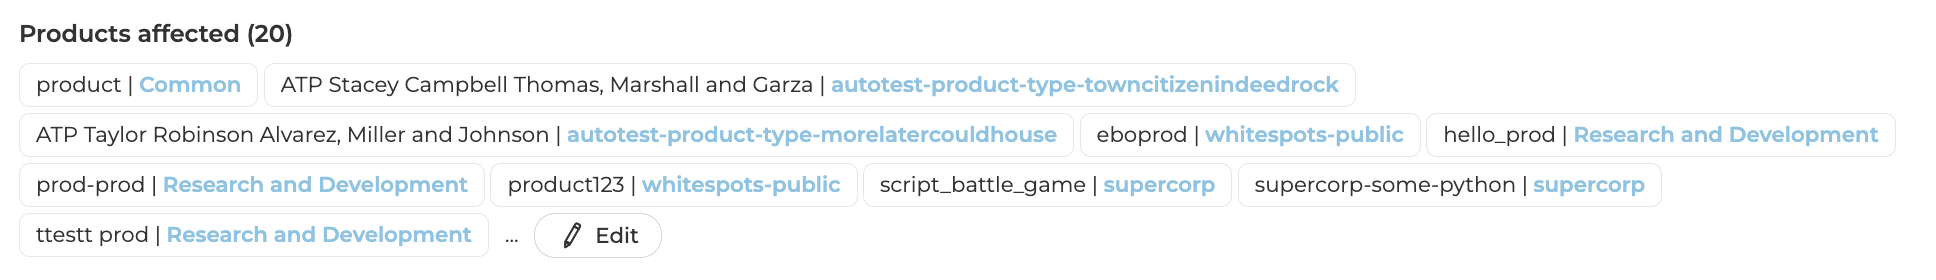 Products affected (20)
product | Common ATP Stacey Campbell Thomas, Marshall and Garza | autotest-product-type-towncitizenindeedrock
ATP Taylor Robinson Alvarez, Miller and Johnson | autotest-product-type-morelatercouldhouse eboprod | whitespots-public hello_prod | Research and Development
prod-prod | Research and Development product123 | whitespots-public script_battle_game | supercorp supercorp-some-python | supercorp
ttestt prod | Research and Development ... Edit